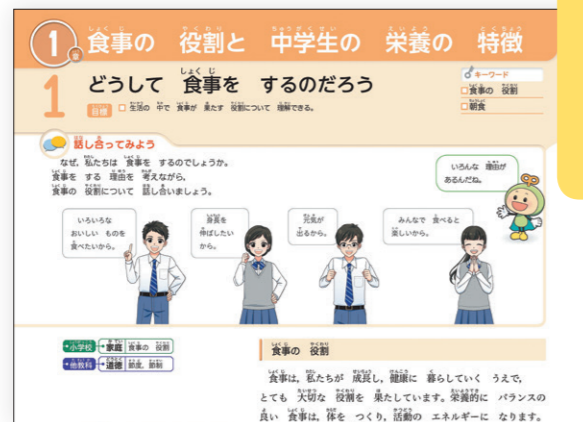 1章 食事の 役割と 中学生の 栄養の 特徴
1 どうして 食事を するのだろう
目標 □ 生活の 中で 食事が 果たす 役割について 理解できる。
キーワード
□食事の 役割
□朝食
話し合ってみよう
なぜ、私たちは 食事を するのでしょうか。
食事を する 理由を 考えながら、
食事の 役割について 話し合いましょう。
いろんな 理由が
あるんだね。
いろいろな
おいしい ものを
食べたいから。
身長を
伸ばしたい
から。
元気が
出るから。
みんなで 食べると
楽しいから。
小学校 家庭 食事の 役割
他教科 道徳 節度，節制
食事の 役割
食事は，私たちが 成長し，健康に 暮らしていく うえで，
とても 大切な 役割を 果たしています。栄養的に バランスの
良い 食事は，体を つくり，活動の エネルギーに なります。